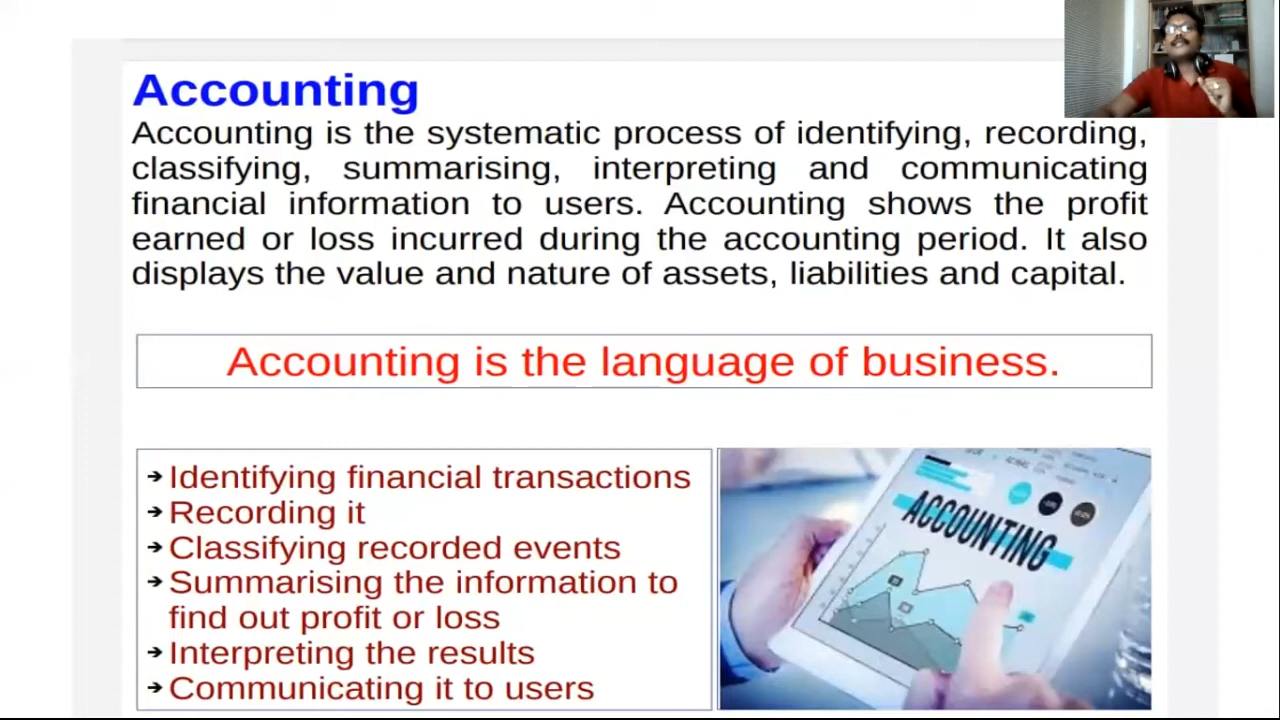 Accounting
Accounting is the systematic process of identifying, recording,
classifying, summarising, interpreting and communicating
financial information to users. Accounting shows the profit
earned or loss incurred during the accounting period. It also
displays the value and nature of assets, liabilities and capital.
Accounting is the language of business.
➔ Identifying financial transactions
➔ Recording it
➔ Classifying recorded events
➔ Summarising the information to
find out profit or loss
➔ Interpreting the results
➔ Communicating it to users
ACCOUNTING